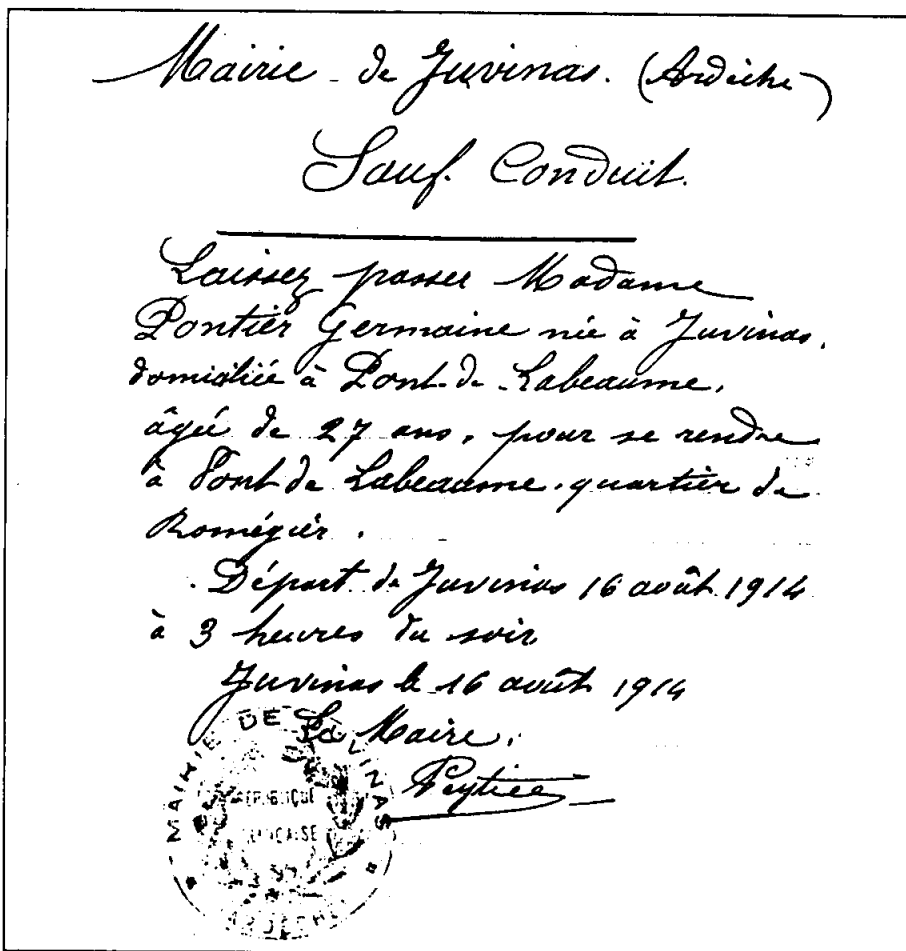 Mairie de Juvinas. (Ardèche)
Sauf. Conduit.
Laissez passer Madame
Pontier Germaine née à Juvinas,
domiciliée à Pont-de-Labeaume,
âgée de 27 ans, pour se rendre
à Pont de Labeaume, quartier de
Romégier.
Départ de Juvinas 16 août 1914
à 3 heures du soir
Juvinas le 16 août 1914
Le Maire,
MAIRIE DE JUVINAS
RÉPUBLIQUE
FRANÇAISE
ARDÈCHE